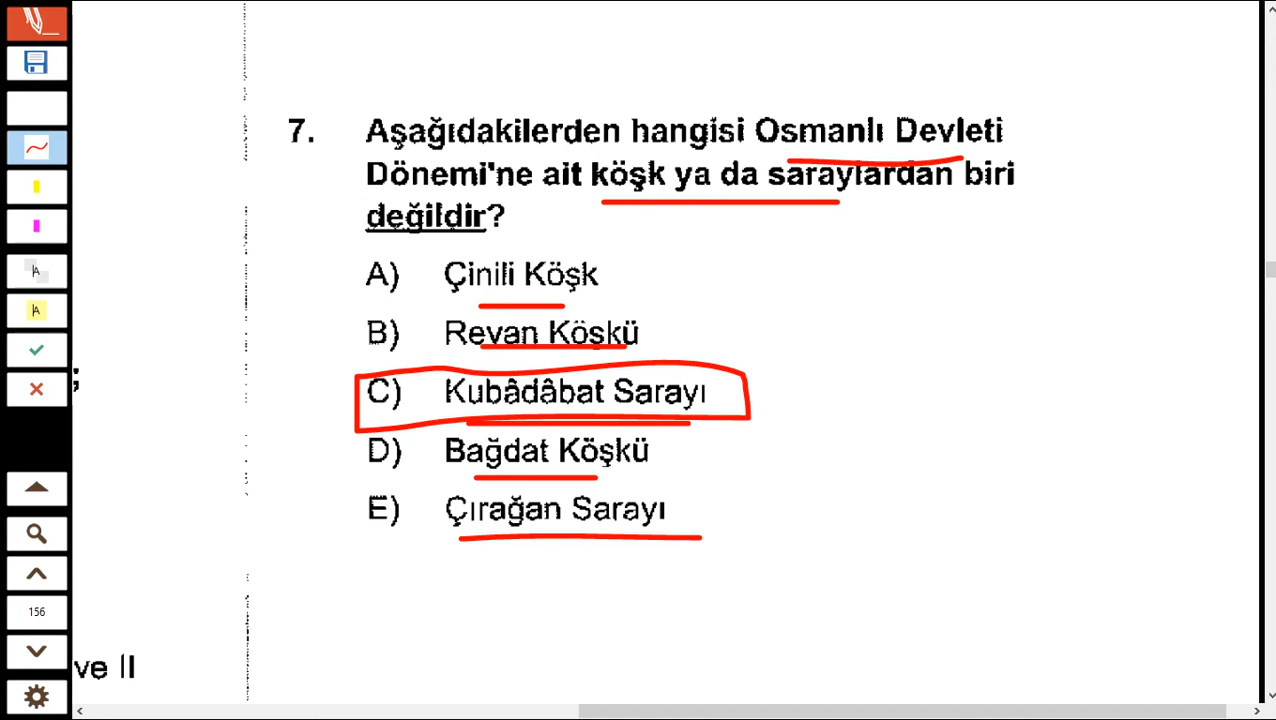 7. Aşağıdakilerden hangisi Osmanlı Devleti
Dönemi'ne ait köşk ya da saraylardan biri
değildir?
A) Çinili Köşk
B) Revan Köşkü
C) Kubâdâbat Sarayı
D) Bağdat Köşkü
E) Çırağan Sarayı
;
A
A
156
ve II